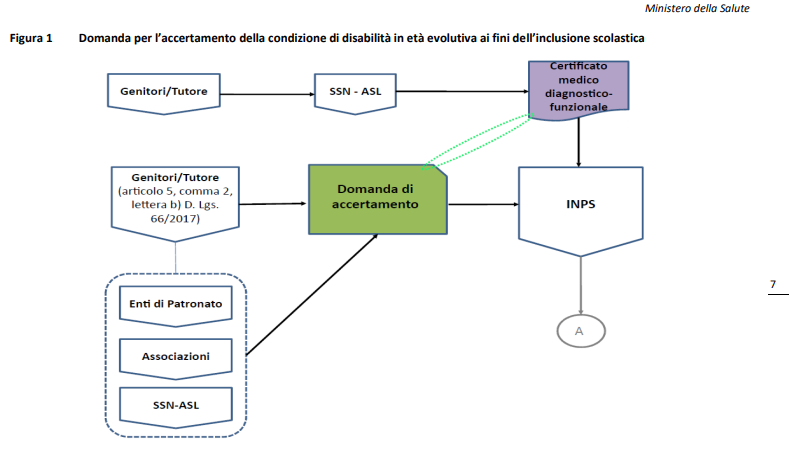 Ministero della Salute
Figura 1 Domanda per l'accertamento della condizione di disabilità in età evolutiva ai fini dell'inclusione scolastica
Genitori/Tutore
SSN - ASL
Certificato
medico
diagnostico-
funzionale
Genitori/Tutore
(articolo 5, comma 2,
lettera b) D. Lgs.
66/2017)
Domanda di
accertamento
INPS
7
Enti di Patronato
A
Associazioni
SSN-ASL